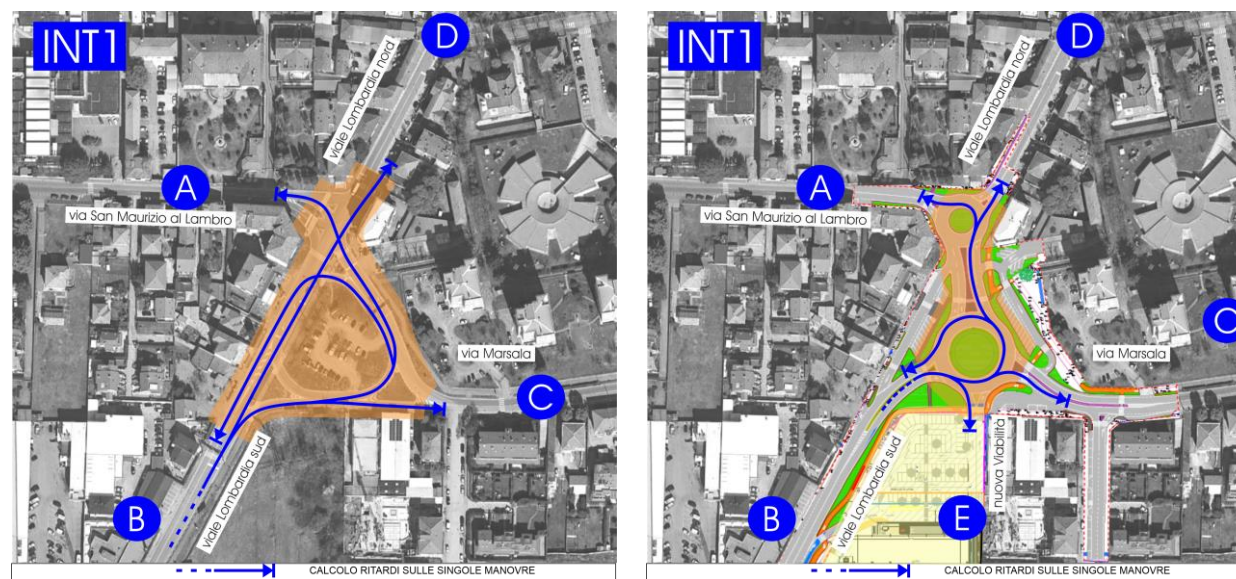 INT1
D
viale Lombardia nord
A
via San Maurizio al Lambro
via Marsala
C
viale Lombardia sud
B
CALCOLO RITARDI SULLE SINGOLE MANOVRE
INT1
D
viale Lombardia nord
A
via San Maurizio al Lambro
C
via Marsala
viale Lombardia sud
nuova Viabilità
B
E
CALCOLO RITARDI SULLE SINGOLE MANOVRE